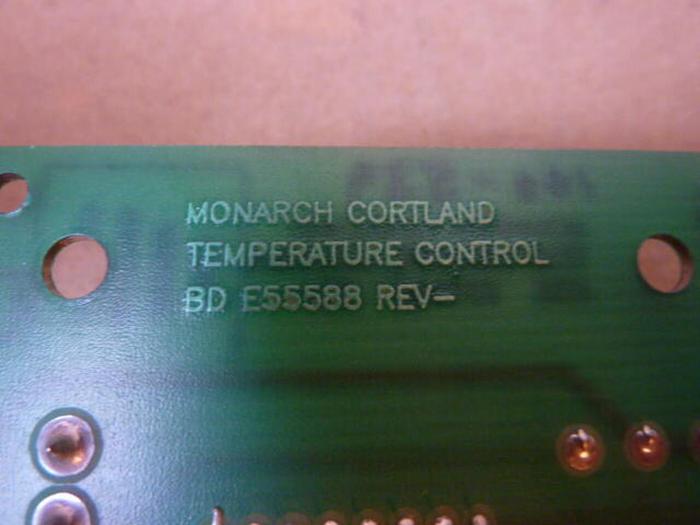 MONARCH CORTLAND
TEMPERATURE CONTROL
BD E55588 REV-